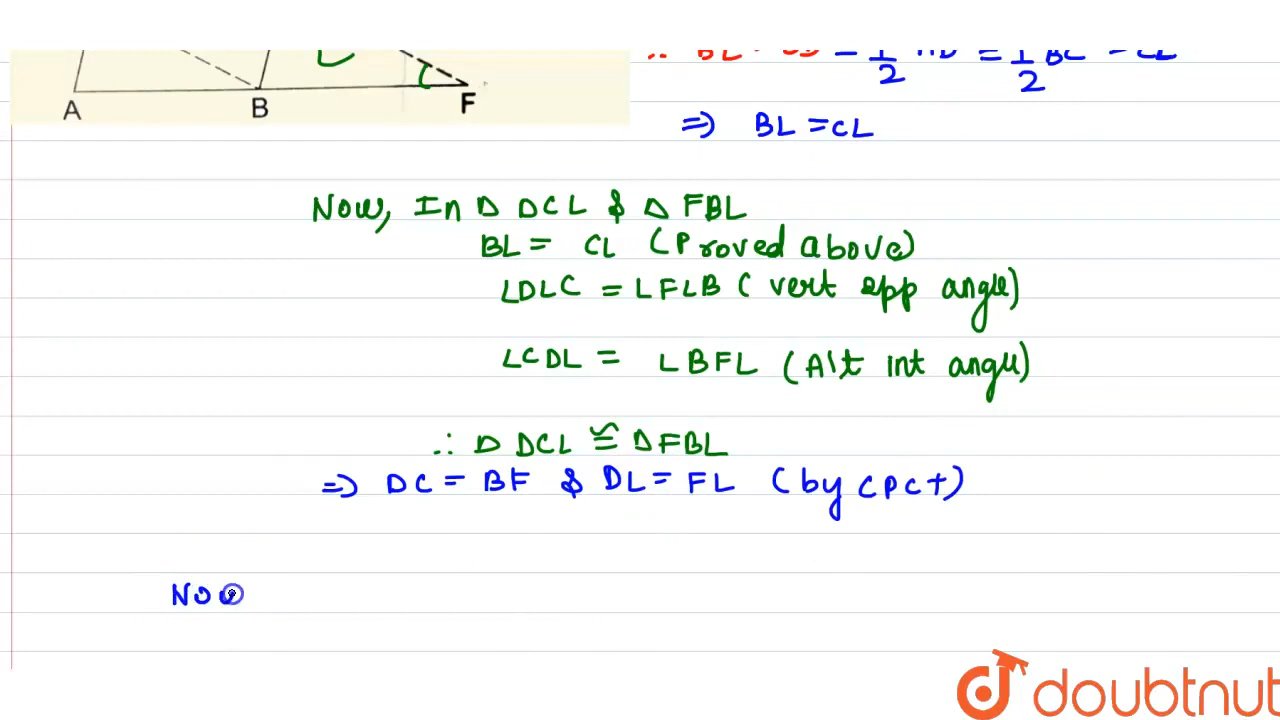 A B F
⇒ BL = CL
Now, In Δ DCL & Δ FBL
BL = CL (Proved above)
∠DLC = ∠FLB (vert opp angle)
∠CDL = ∠BFL (Alt int angle)
∴ Δ DCL ≅ Δ FBL
⇒ DC = BF & DL = FL (by CPCT)
Now
doubtnut